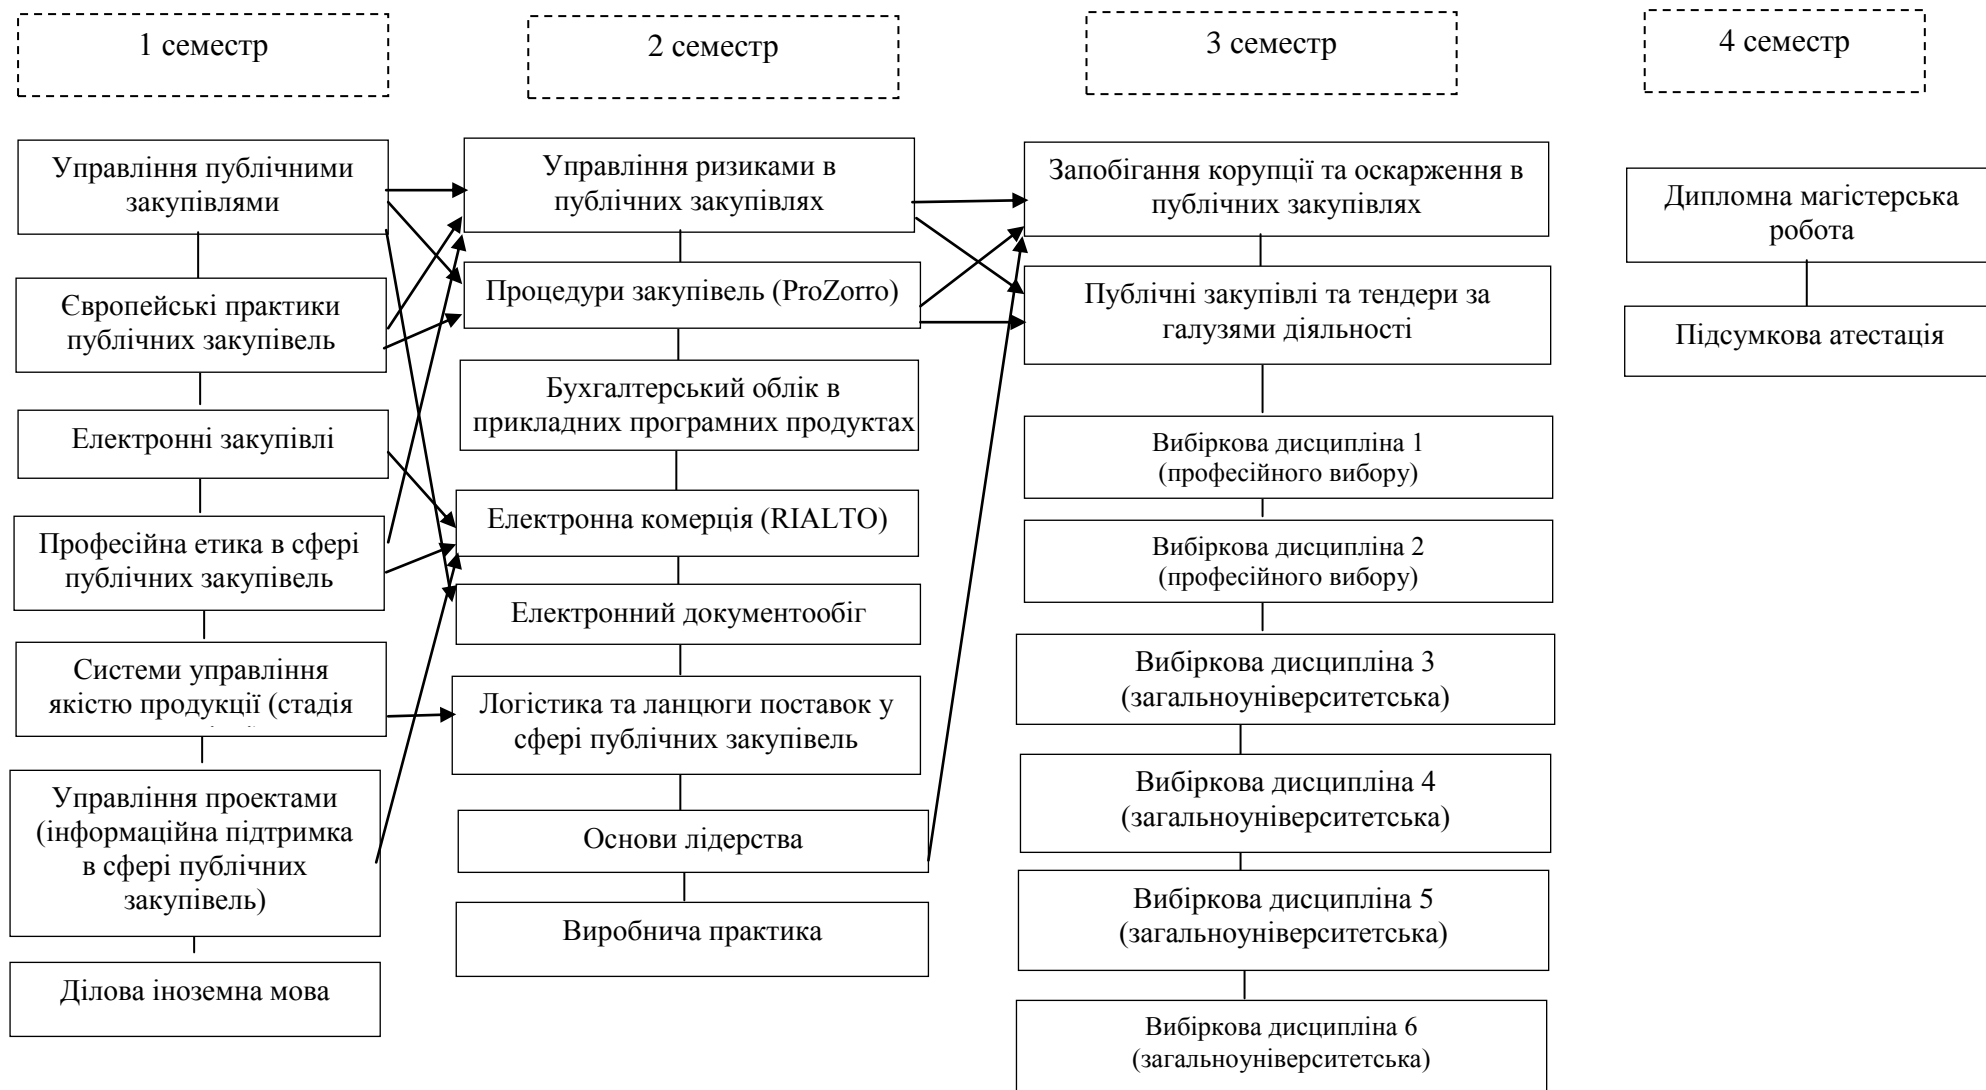 1 семестр
2 семестр
3 семестр
4 семестр
Управління публічними
закупівлями
Європейські практики
публічних закупівель
Електронні закупівлі
Професійна етика в сфері
публічних закупівель
Системи управління
якістю продукції (стадія
Управління проектами
(інформаційна підтримка
в сфері публічних
закупівель)
Ділова іноземна мова
Управління ризиками в
публічних закупівлях
Процедури закупівель (ProZorro)
Бухгалтерський облік в
прикладних програмних продуктах
Електронна комерція (RIALTO)
Електронний документообіг
Логістика та ланцюги поставок у
сфері публічних закупівель
Основи лідерства
Виробнича практика
Запобігання корупції та оскарження в
публічних закупівлях
Публічні закупівлі та тендери за
галузями діяльності
Вибіркова дисципліна 1
(професійного вибору)
Вибіркова дисципліна 2
(професійного вибору)
Вибіркова дисципліна 3
(загальноуніверситетська)
Вибіркова дисципліна 4
(загальноуніверситетська)
Вибіркова дисципліна 5
(загальноуніверситетська)
Вибіркова дисципліна 6
(загальноуніверситетська)
Дипломна магістерська
робота
Підсумкова атестація